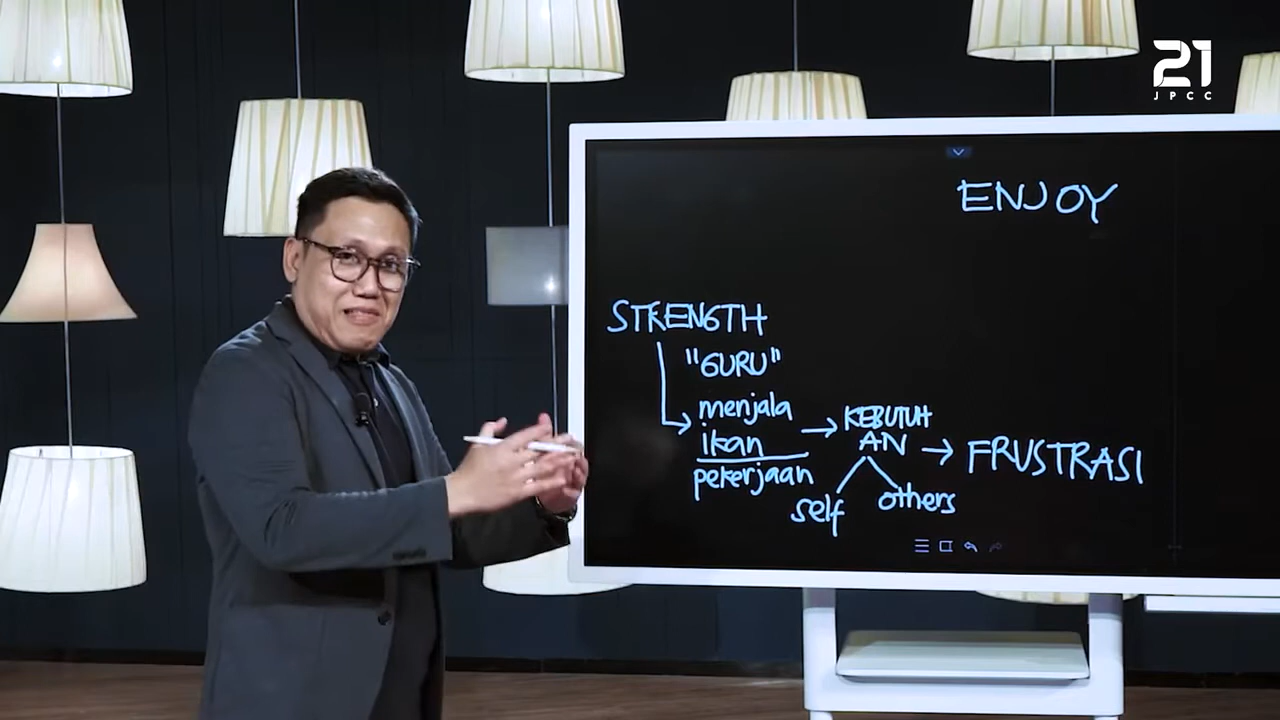 21
JPCC
ENJOY
STRENGTH
"GURU"
menjala
ikan
pekerjaan
→ KEBUTUH
AN
self
others
→ FRUSTRASI